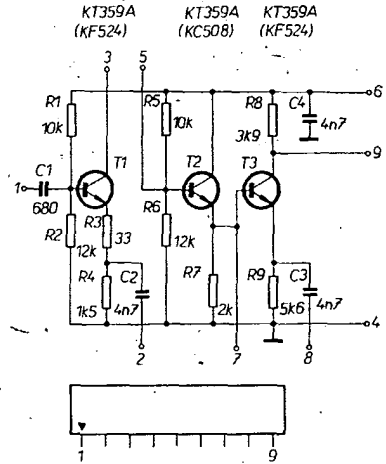 KT359A KT359A KT359A
(KF524) (KC508) (KF524)
3 5
6
R1 R5 R8 C4
10k 10k 3k9 4n7
9
C1 T1 T2 T3
1
680
R2 R3 R6
12k 33 12k
R4 C2 R7 R9 C3
1k5 4n7 2k 5k6 4n7
4
2 7 8
1 9